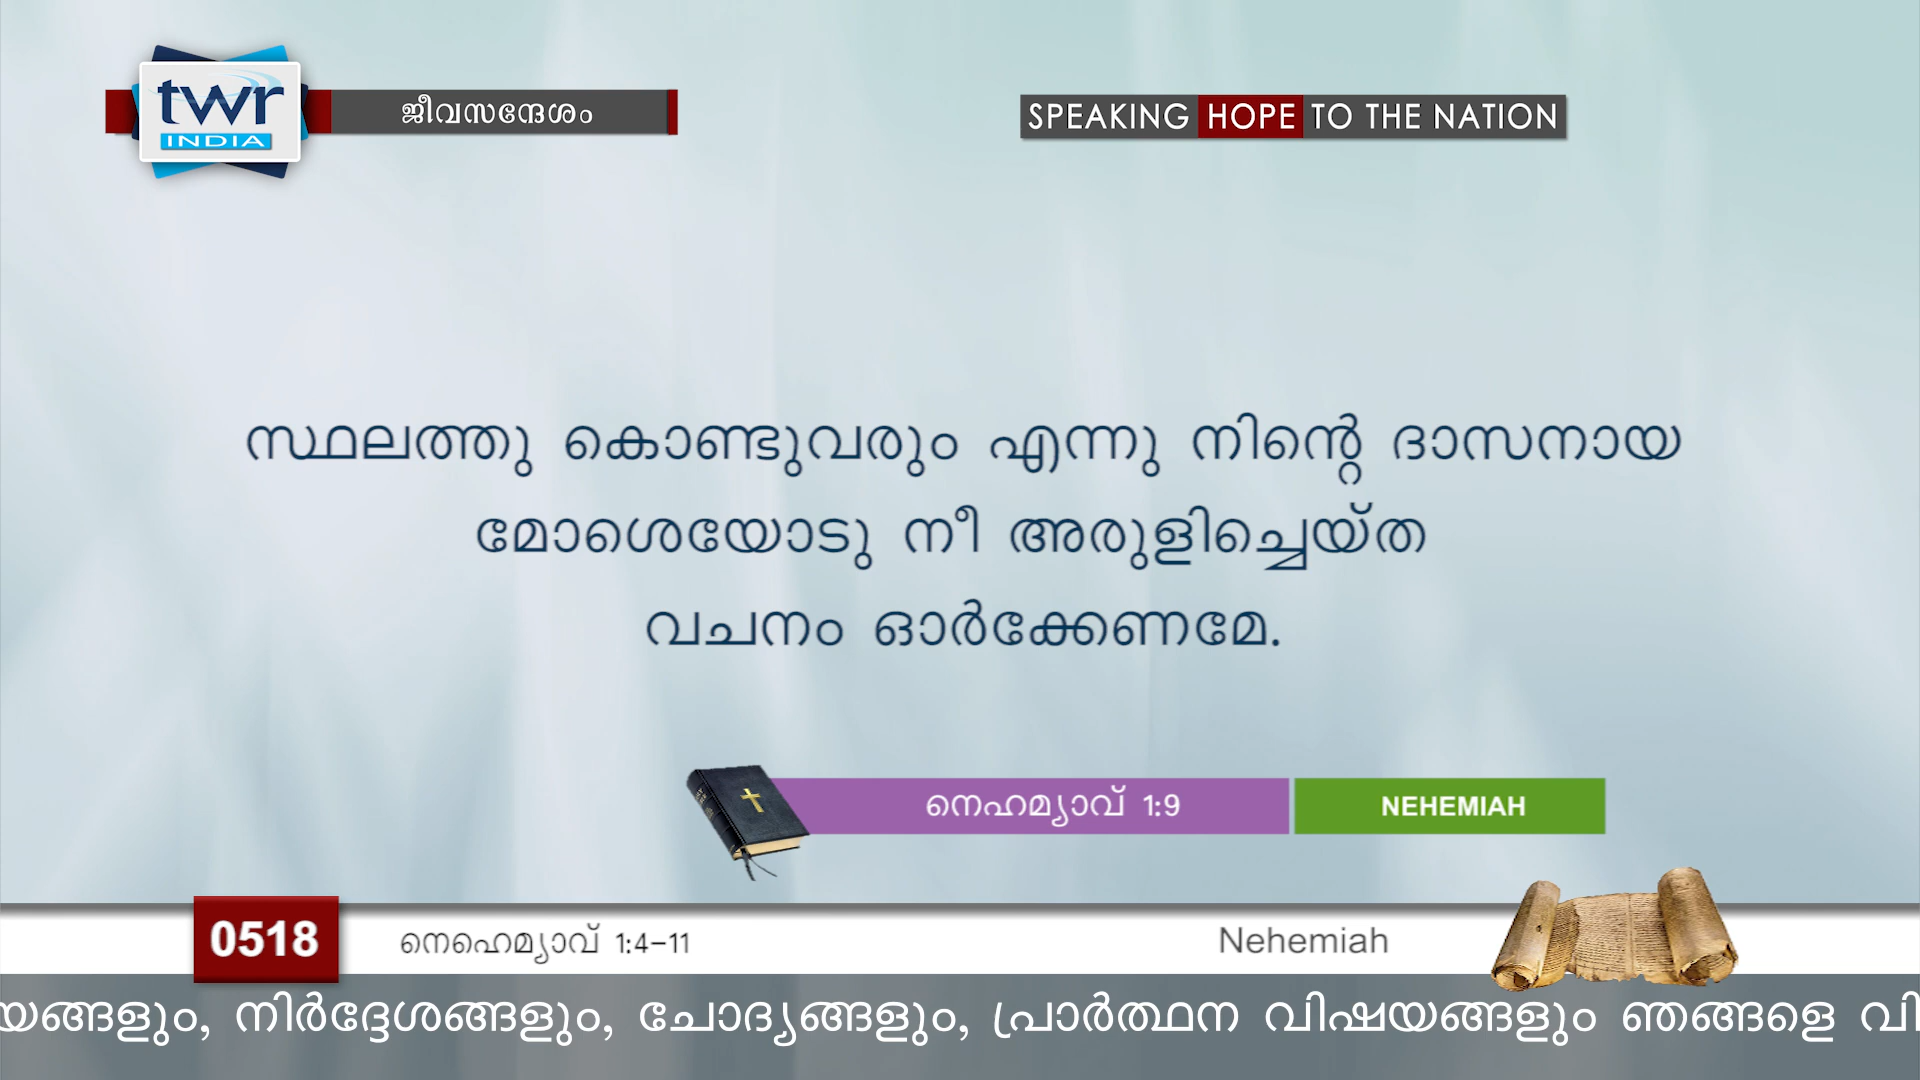 twr
INDIA
ജീവസന്ദേശം
SPEAKING HOPE TO THE NATION
സ്ഥലത്തു കൊണ്ടുവരും എന്നു നിന്റെ ദാസനായ
മോശെയോടു നീ അരുളിച്ചെയ്ത
വചനം ഓർക്കേണമേ.
നെഹമ്യാവ് 1:9
NEHEMIAH
0518
നെഹെമ്യാവ് 1:4-11
Nehemiah
യങ്ങളും, നിർദ്ദേശങ്ങളും, ചോദ്യങ്ങളും, പ്രാർത്ഥന വിഷയങ്ങളും ഞങ്ങളെ വി